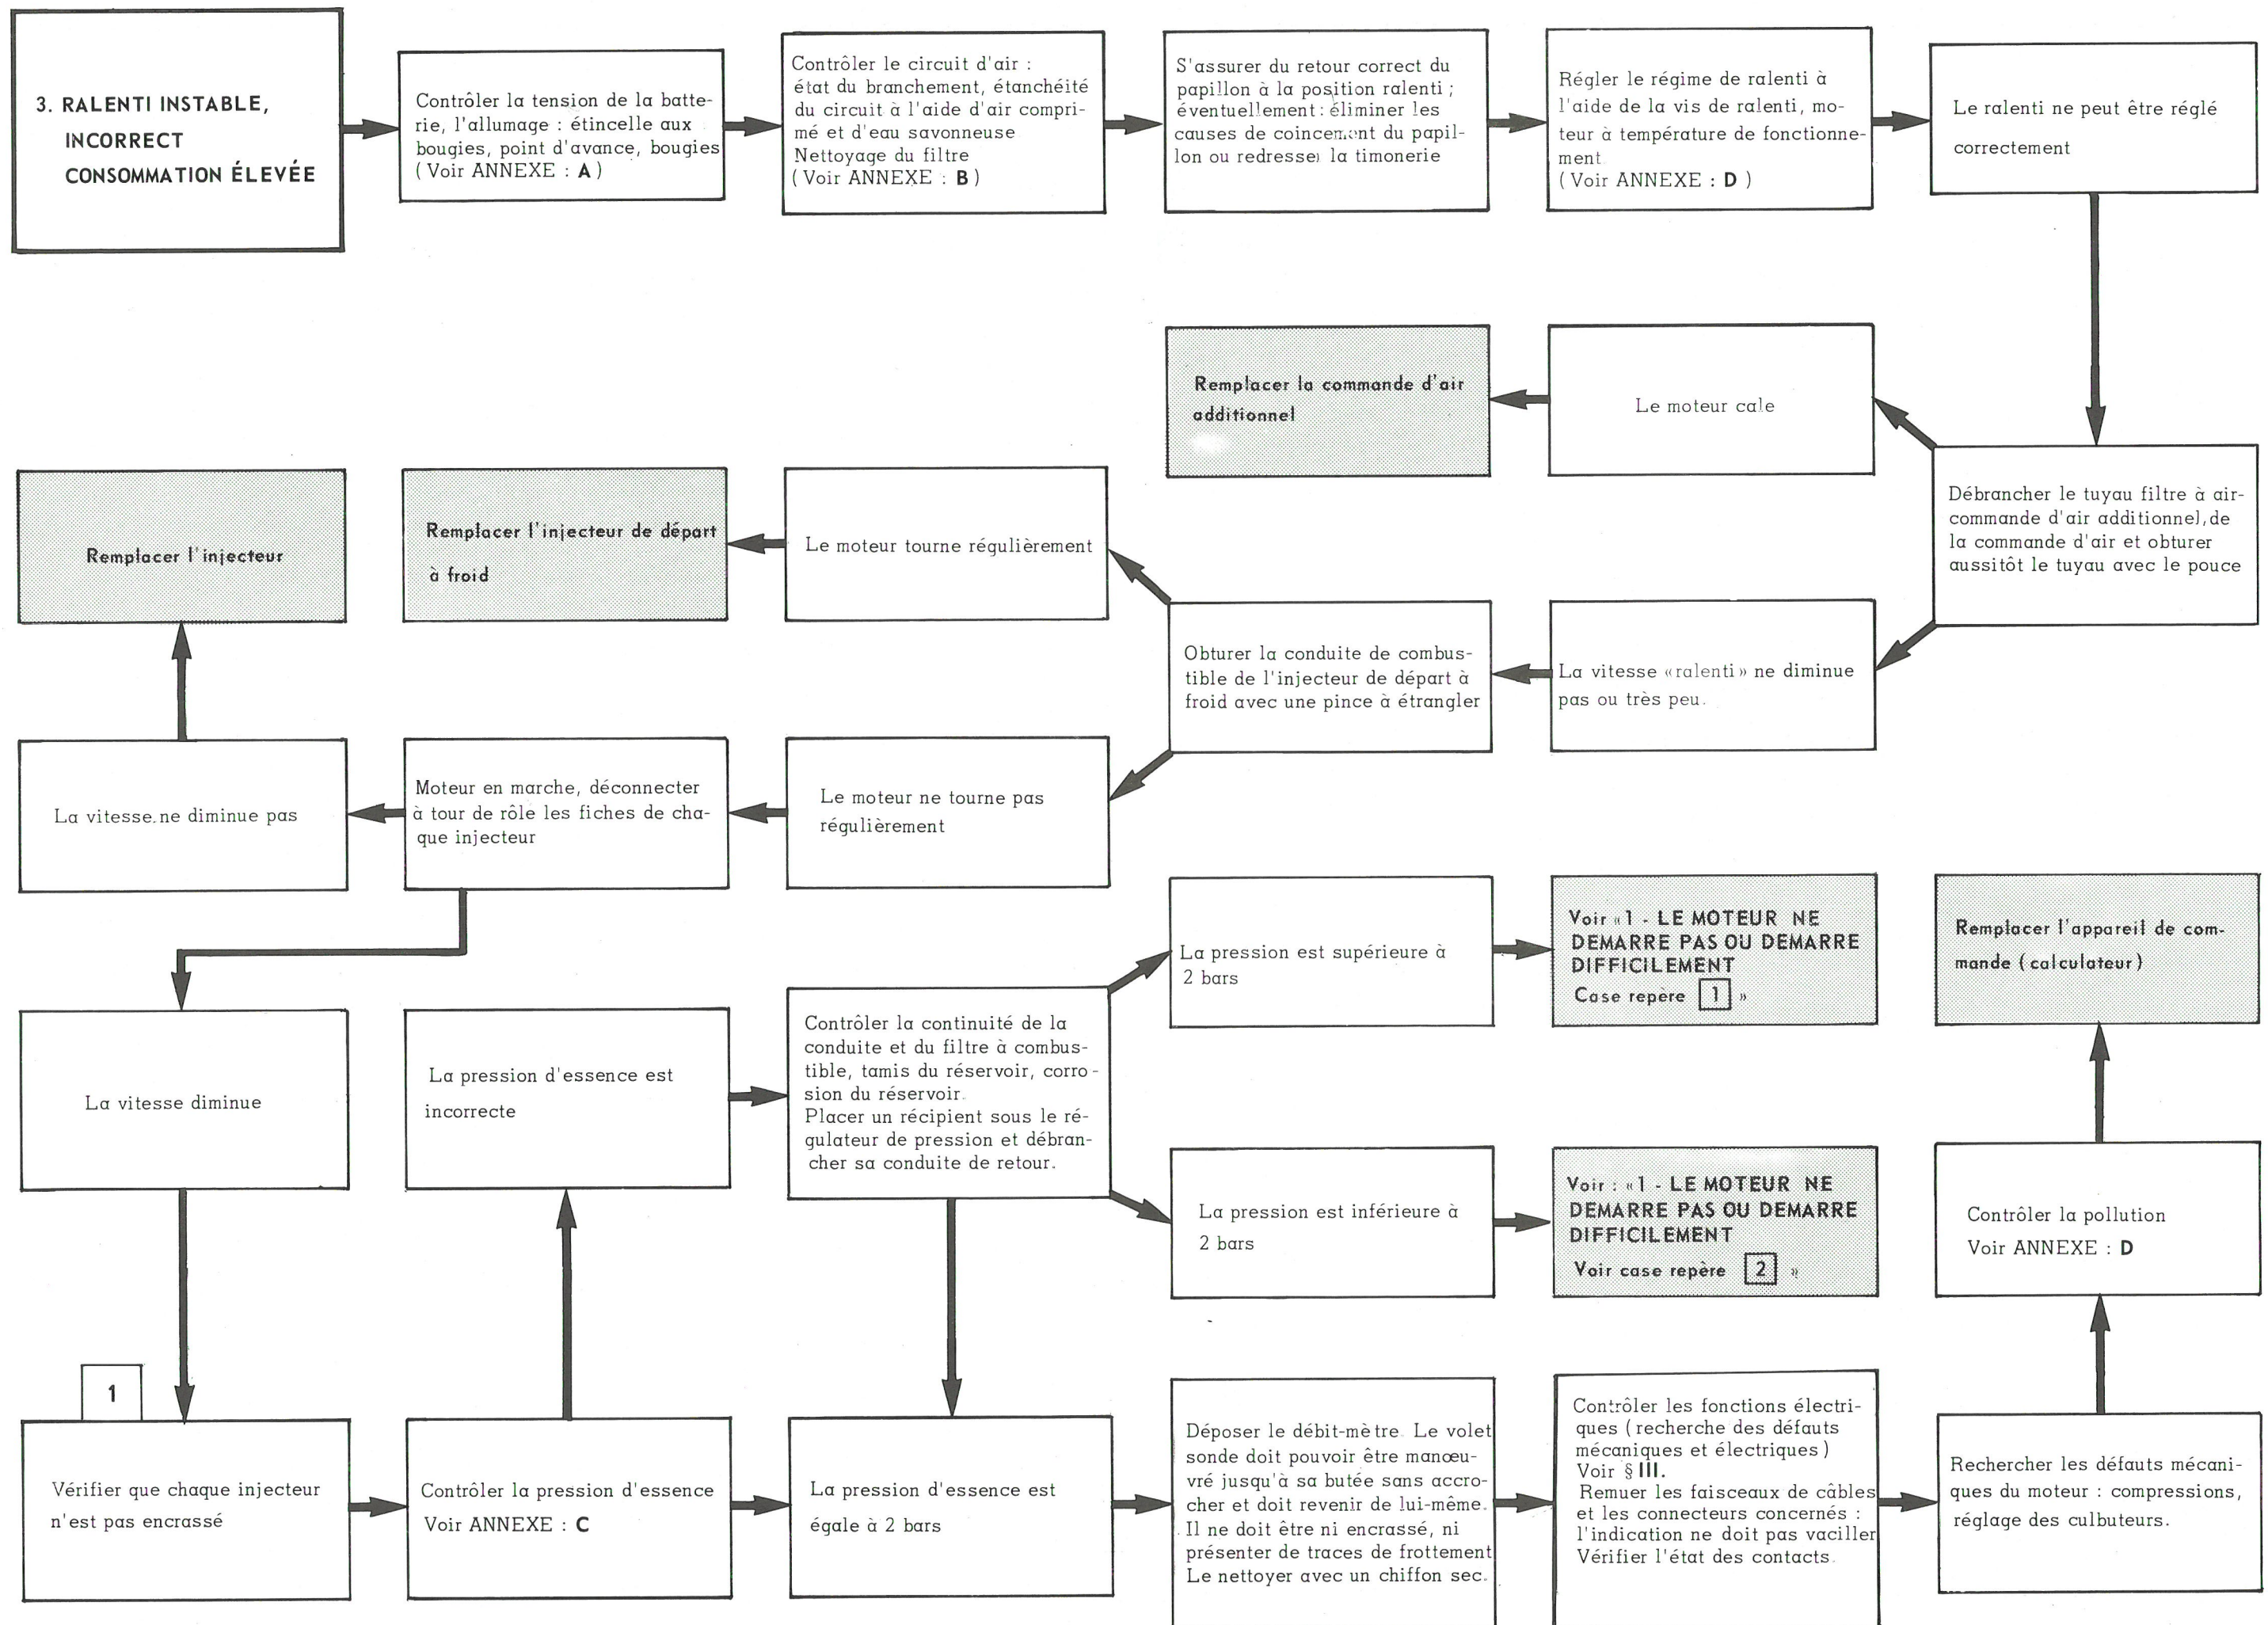 3. RALENTI INSTABLE,
INCORRECT
CONSOMMATION ÉLEVÉE
Contrôler la tension de la batte-
rie, l'allumage : étincelle aux
bougies, point d'avance, bougies
( Voir ANNEXE : A )
Contrôler le circuit d'air :
état du branchement, étanchéité
du circuit à l'aide d'air compri-
mé et d'eau savonneuse
Nettoyage du filtre
( Voir ANNEXE : B )
S'assurer du retour correct du
papillon à la position ralenti ;
éventuellement : éliminer les
causes de coincement du papil-
lon ou redresser la timonerie
Régler le régime de ralenti à
l'aide de la vis de ralenti, mo-
teur à température de fonctionne-
ment
( Voir ANNEXE : D )
Le ralenti ne peut être réglé
correctement
Remplacer la commande d'air
additionnel
Le moteur cale
Débrancher le tuyau filtre à air-
commande d'air additionnel, de
la commande d'air et obturer
aussitôt le tuyau avec le pouce
Remplacer l'injecteur
Remplacer l'injecteur de départ
à froid
Le moteur tourne régulièrement
Obturer la conduite de combus-
tible de l'injecteur de départ à
froid avec une pince à étrangler
La vitesse «ralenti» ne diminue
pas ou très peu.
La vitesse ne diminue pas
Moteur en marche, déconnecter
à tour de rôle les fiches de cha-
que injecteur
Le moteur ne tourne pas
régulièrement
La pression est supérieure à
2 bars
Voir «1 - LE MOTEUR NE
DEMARRE PAS OU DEMARRE
DIFFICILEMENT
Case repère 1 »
Remplacer l'appareil de com-
mande ( calculateur )
La vitesse diminue
La pression d'essence est
incorrecte
Contrôler la continuité de la
conduite et du filtre à combus-
tible, tamis du réservoir, corro-
sion du réservoir.
Placer un récipient sous le ré-
gulateur de pression et débran-
cher sa conduite de retour.
La pression est inférieure à
2 bars
Voir : «1 - LE MOTEUR NE
DEMARRE PAS OU DEMARRE
DIFFICILEMENT
Voir case repère 2 »
Contrôler la pollution
Voir ANNEXE : D
1
Vérifier que chaque injecteur
n'est pas encrassé
Contrôler la pression d'essence
Voir ANNEXE : C
La pression d'essence est
égale à 2 bars
Déposer le débit-mètre. Le volet
sonde doit pouvoir être manœu-
vré jusqu'à sa butée sans accro-
cher et doit revenir de lui-même.
Il ne doit être ni encrassé, ni
présenter de traces de frottement
Le nettoyer avec un chiffon sec.
Contrôler les fonctions électri-
ques ( recherche des défauts
mécaniques et électriques )
Voir § III.
Remuer les faisceaux de câbles
et les connecteurs concernés :
l'indication ne doit pas vaciller
Vérifier l'état des contacts.
Rechercher les défauts mécani-
ques du moteur : compressions,
réglage des culbuteurs.